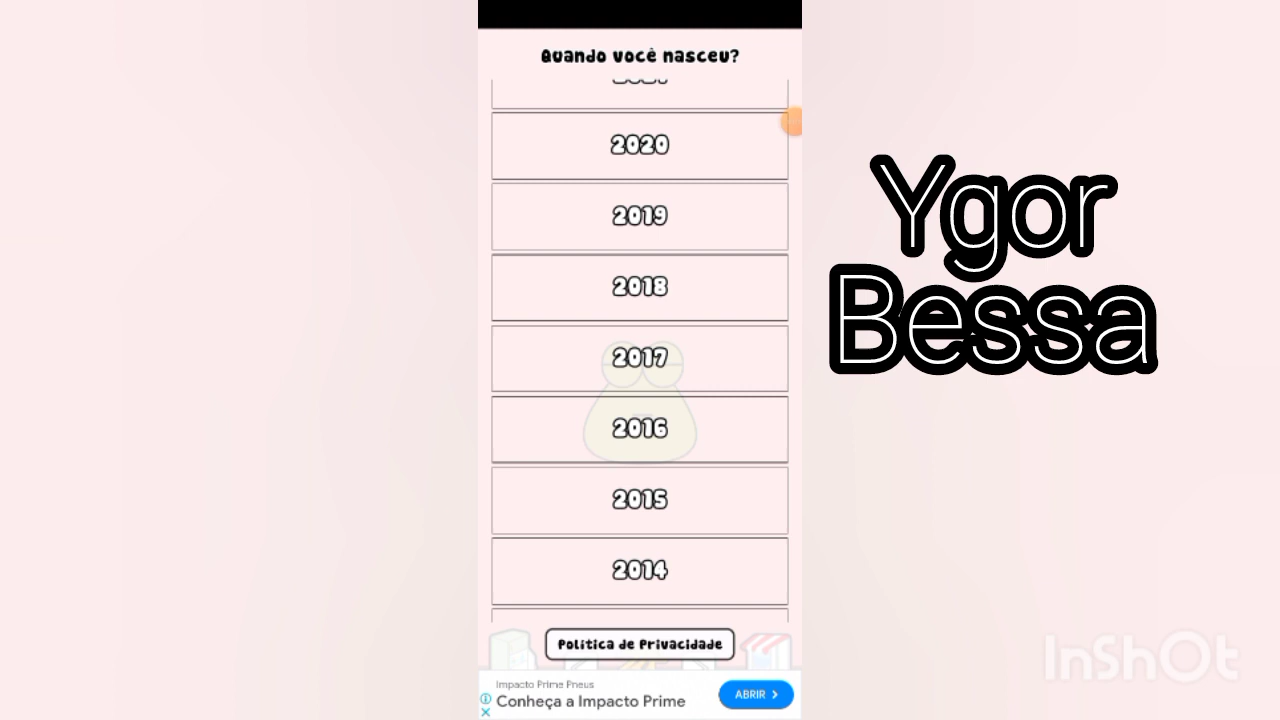 Quando você nasceu?
2020
2019
2018
2017
2016
2015
2014
Política de Privacidade
Impacto Prime Pneus
Conheça a Impacto Prime
ABRIR
Ygor
Bessa
InShOt